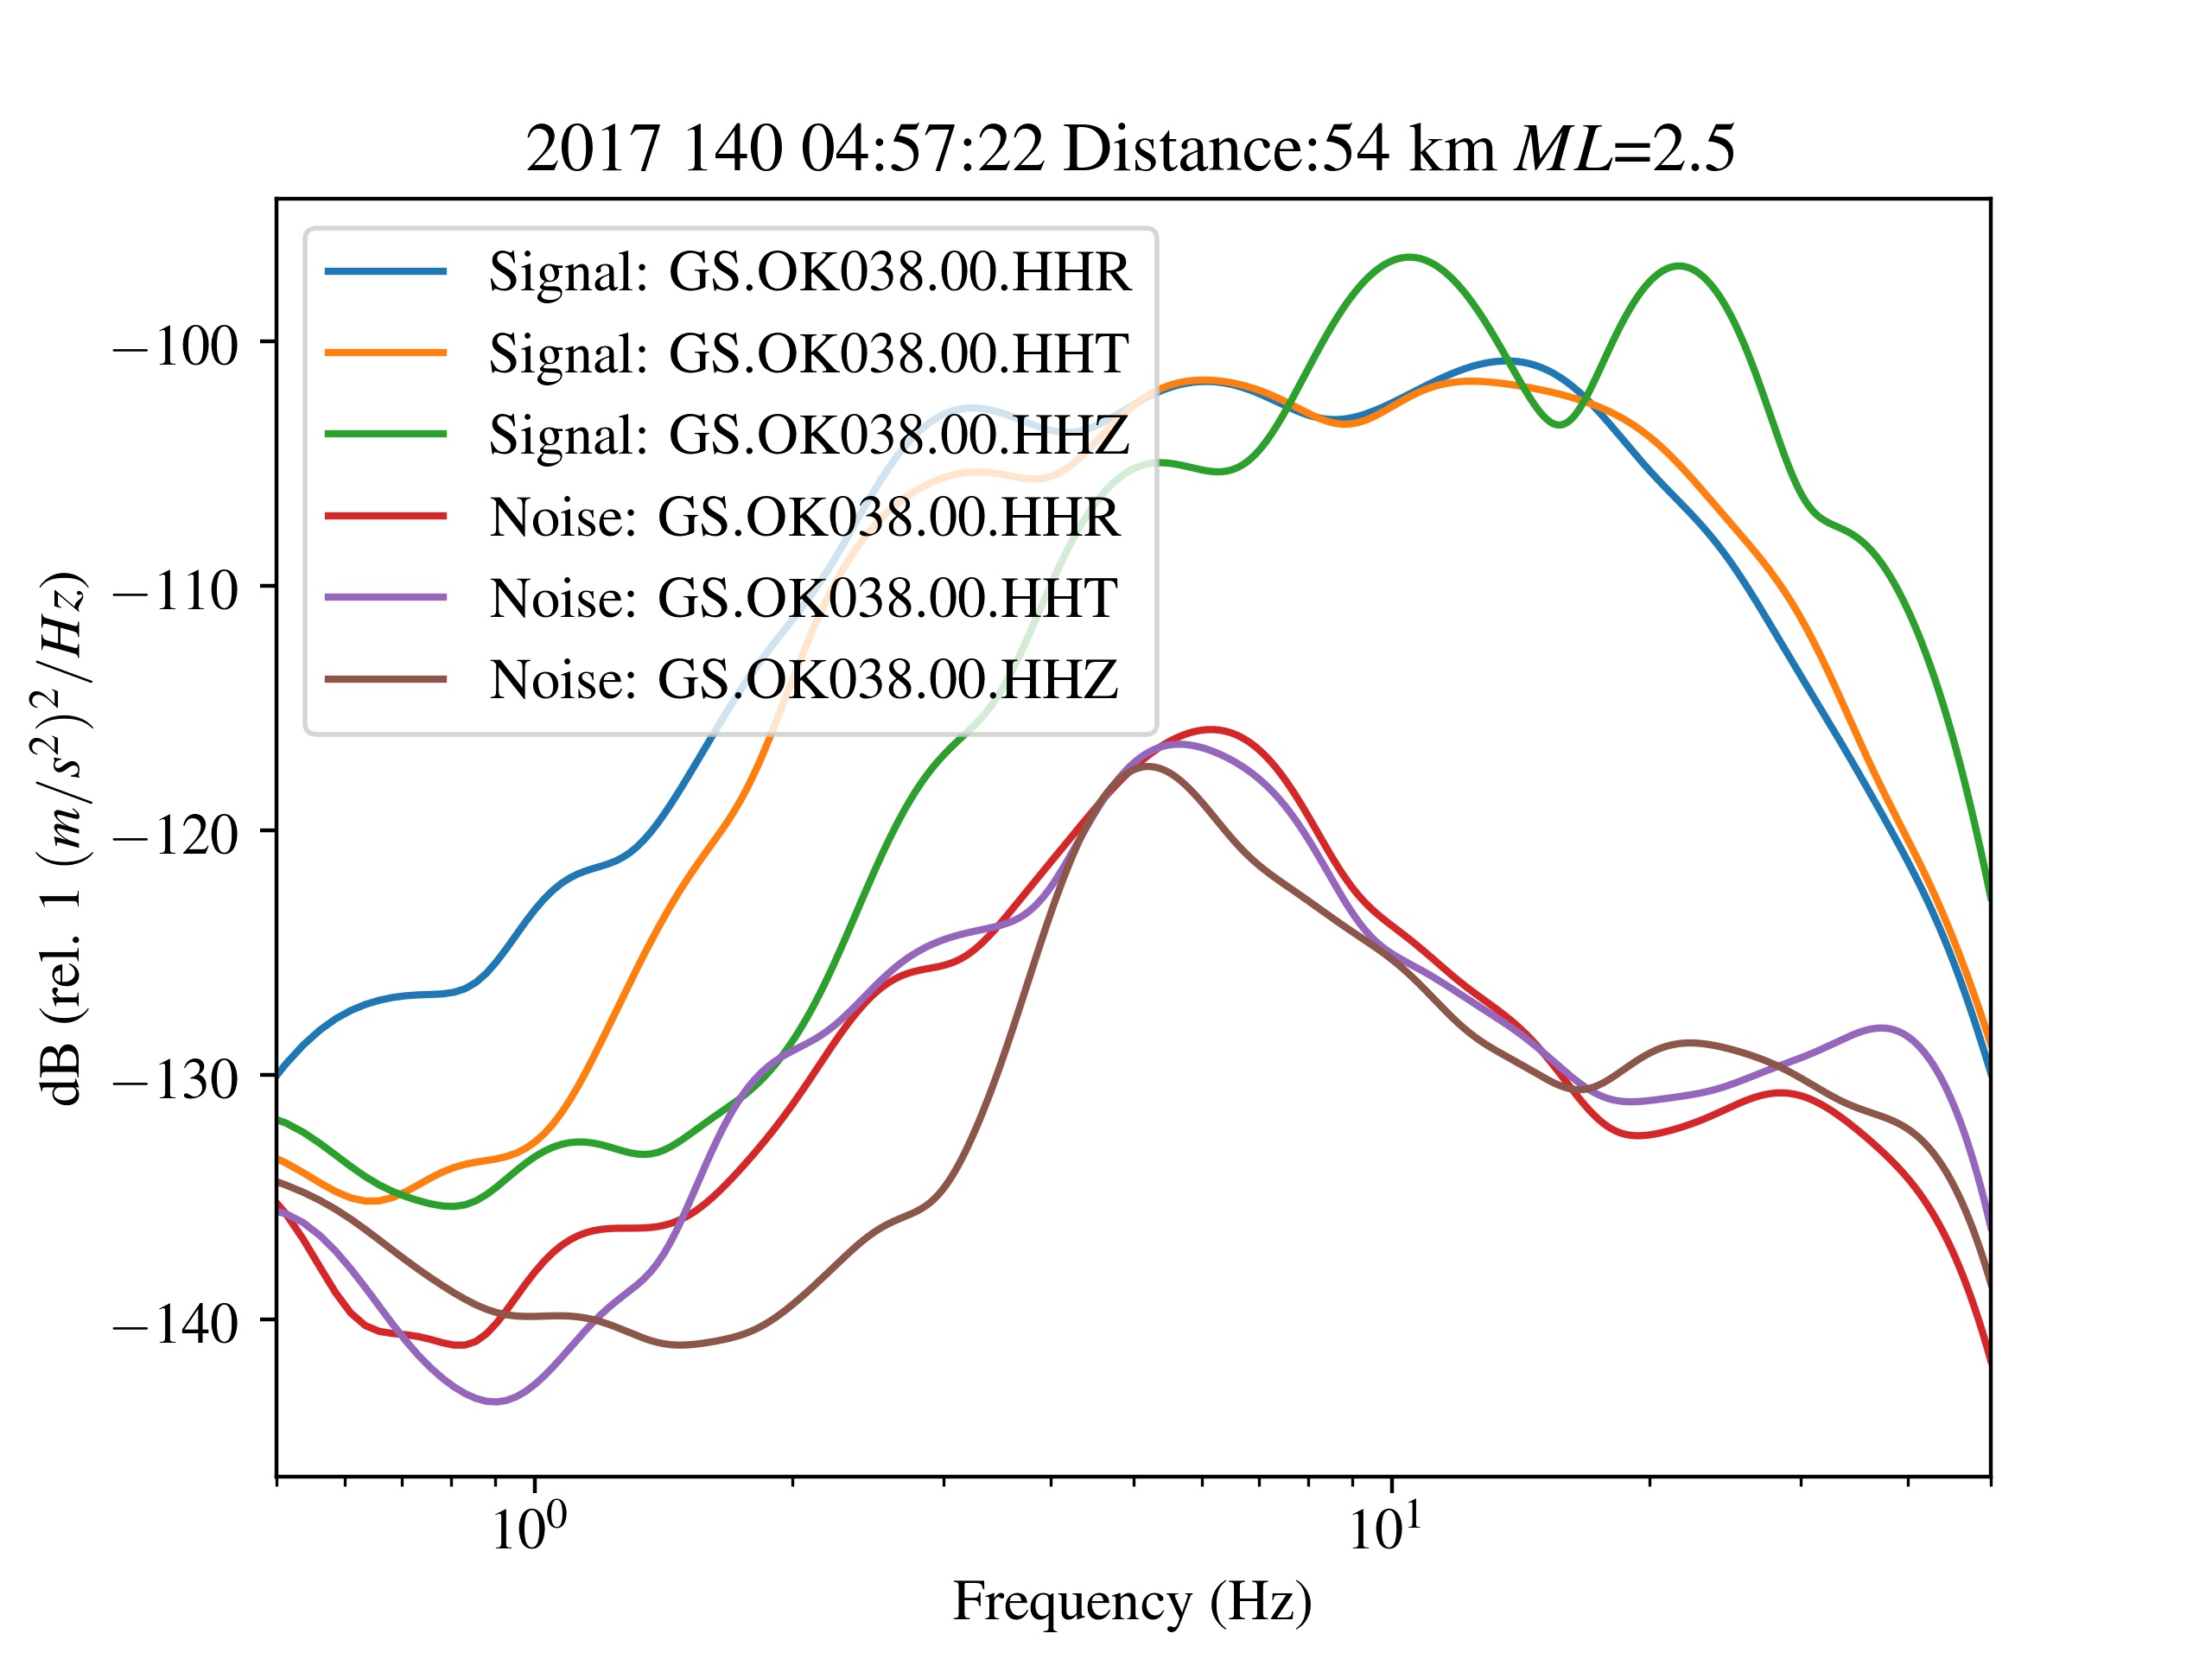 2017 140 04:57:22 Distance:54 km ML=2.5
Signal: GS.OK038.00.HHR
Signal: GS.OK038.00.HHT
Signal: GS.OK038.00.HHZ
Noise: GS.OK038.00.HHR
Noise: GS.OK038.00.HHT
Noise: GS.OK038.00.HHZ
dB (rel. 1 (m/s²)²/Hz)
−100
−110
−120
−130
−140
10⁰
10¹
Frequency (Hz)